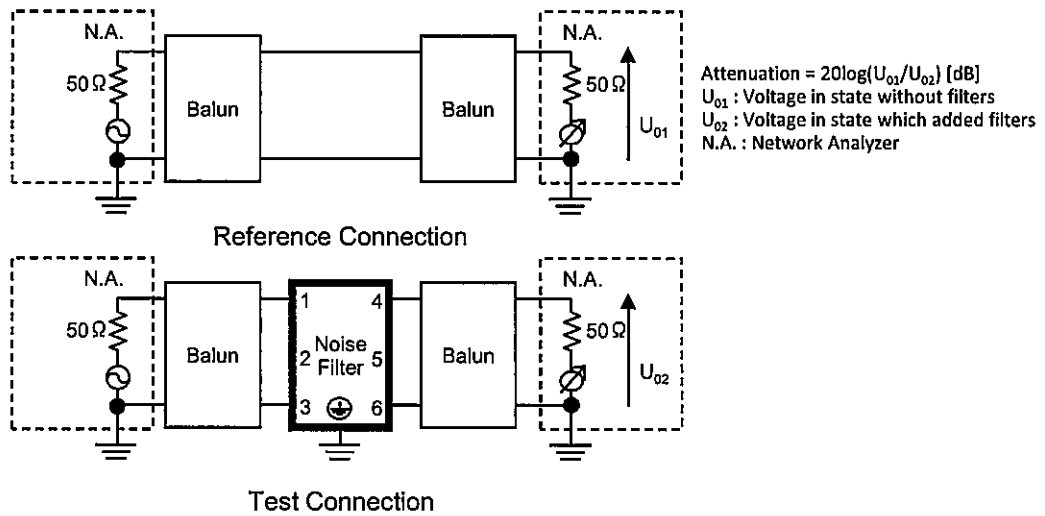 N.A.
50Ω
Balun
Balun
N.A.
50Ω
U01
Attenuation = 20log(U01/U02) [dB]
U01 : Voltage in state without filters
U02 : Voltage in state which added filters
N.A. : Network Analyzer
Reference Connection
N.A.
50Ω
Balun
1 4
2 Noise Filter 5
3 6
Balun
N.A.
50Ω
U02
Test Connection